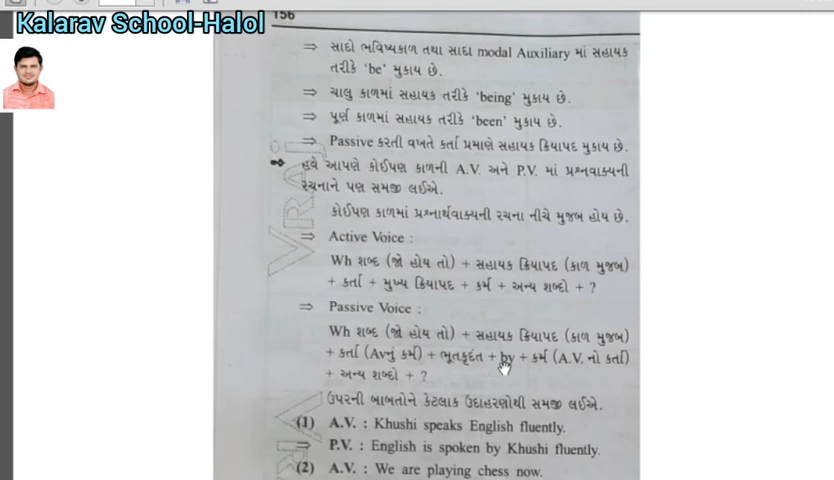 156
Kalarav School-Halol
⇒ સાદો ભવિષ્યકાળ તથા સાદા modal Auxiliary માં સહાયક
તરીકે 'be' મુકાય છે.
⇒ ચાલુ કાળમાં સહાયક તરીકે 'being' મુકાય છે.
⇒ પૂર્ણ કાળમાં સહાયક તરીકે 'been' મુકાય છે.
⇒ Passive કરતી વખતે કર્તા પ્રમાણે સહાયક ક્રિયાપદ મુકાય છે.
હવે આપણે કોઈપણ કાળની A.V. અને P.V. માં પ્રશ્નવાક્યની
રચનાને પણ સમજી લઈએ.
કોઈપણ કાળમાં પ્રશ્નાર્થવાક્યની રચના નીચે મુજબ હોય છે.
⇒ Active Voice :
Wh શબ્દ (જો હોય તો) + સહાયક ક્રિયાપદ (કાળ મુજબ)
+ કર્તા + મુખ્ય ક્રિયાપદ + કર્મ + અન્ય શબ્દો + ?
⇒ Passive Voice :
Wh શબ્દ (જો હોય તો) + સહાયક ક્રિયાપદ (કાળ મુજબ)
+ કર્તા (Avનું કર્મ) + ભૂતકૃદંત + by + કર્મ (A.V. નો કર્તા)
+ અન્ય શબ્દો + ?
ઉપરની બાબતોને કેટલાક ઉદાહરણોથી સમજી લઈએ.
(1) A.V. : Khushi speaks English fluently.
⇒ P.V. : English is spoken by Khushi fluently.
(2) A.V. : We are playing chess now.
Vraj